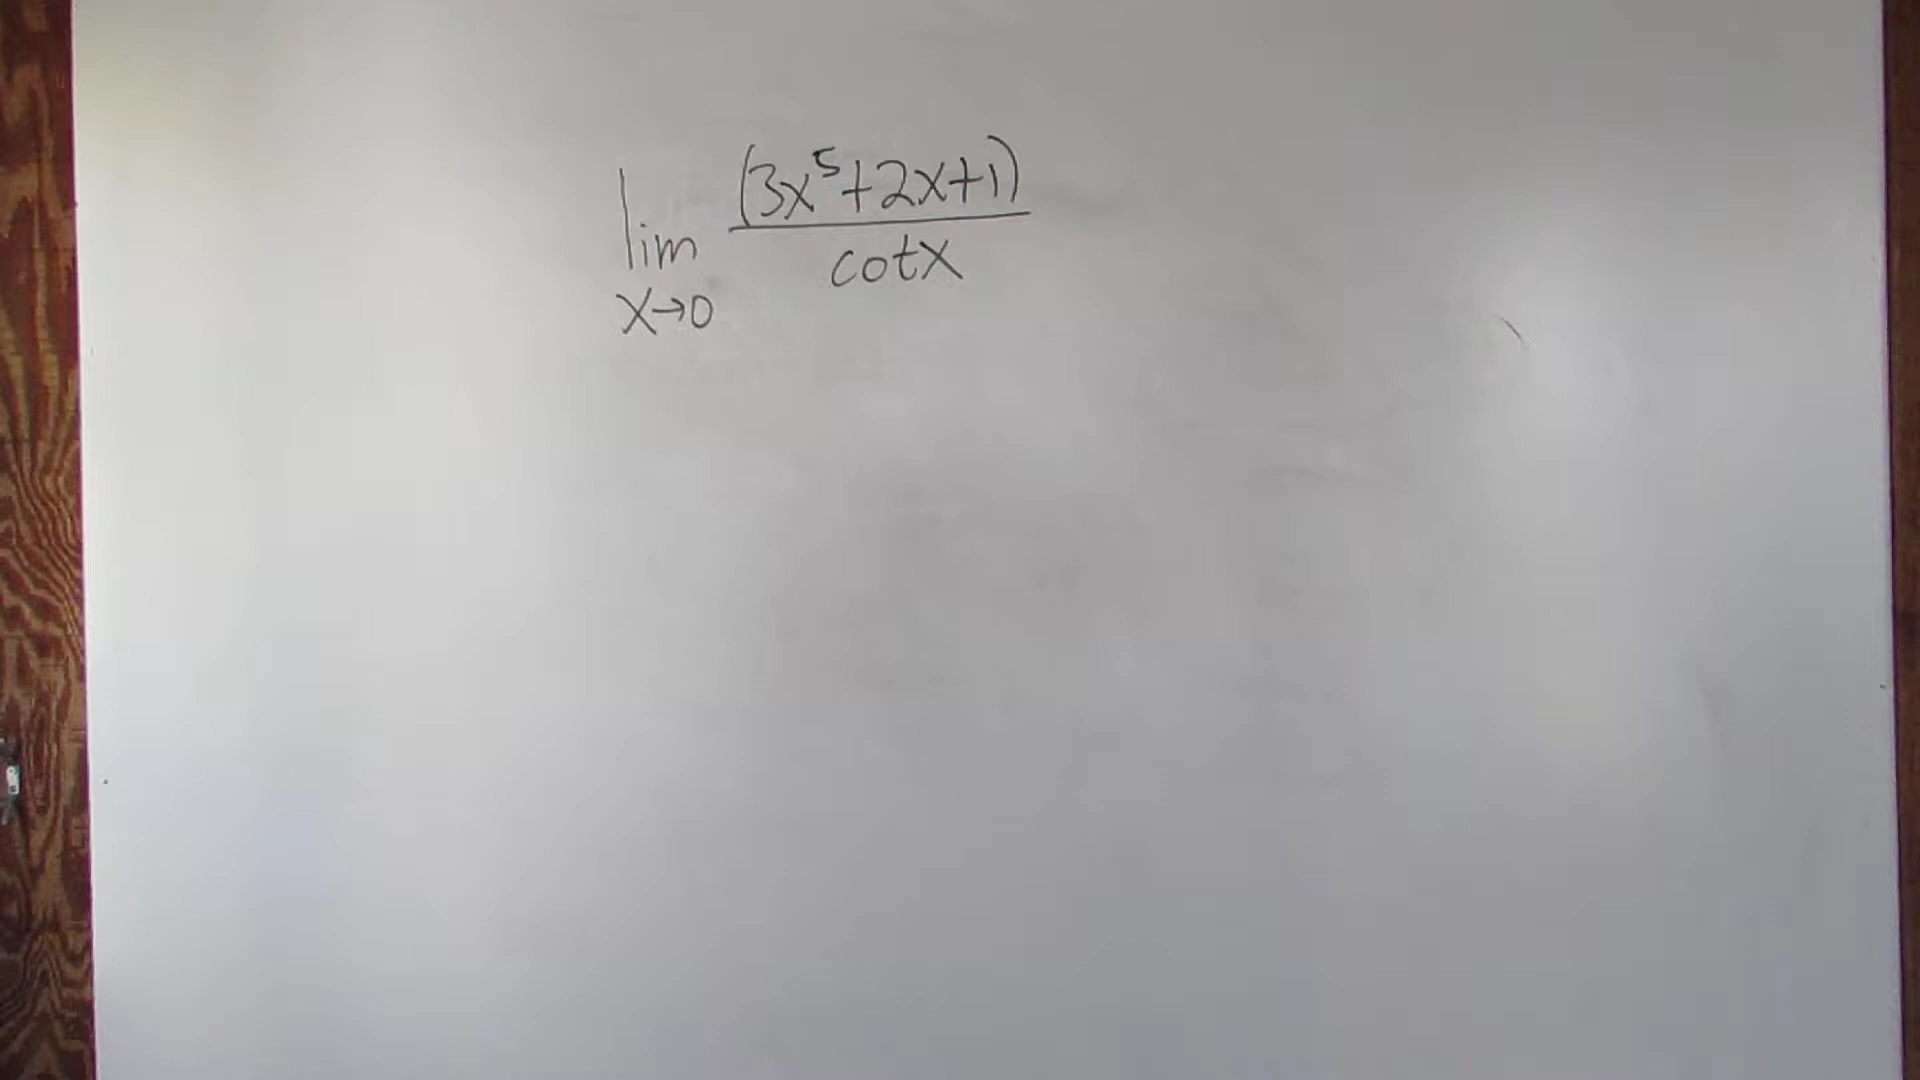 lim (3x⁵+2x+1)
cotx
x→0